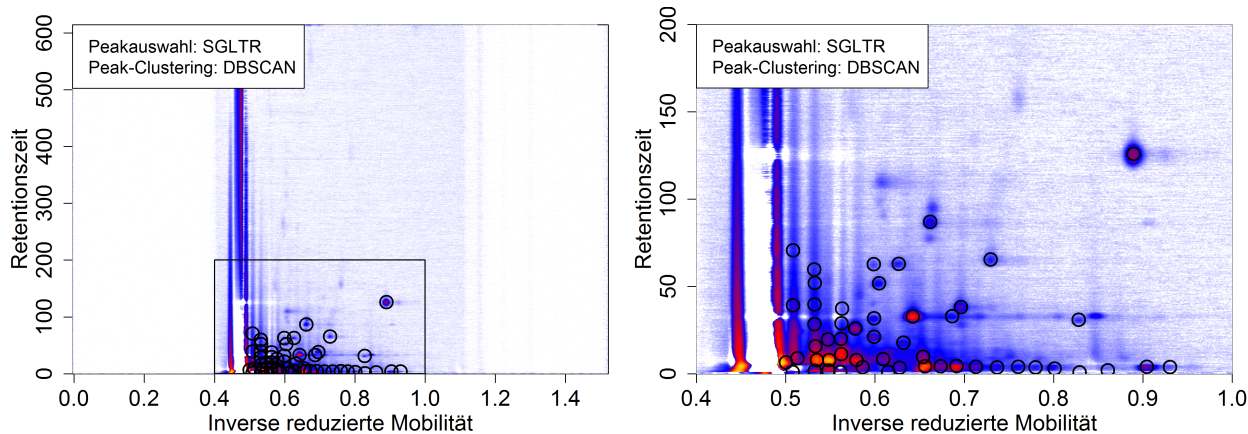 Peakauswahl: SGLTR
Peak-Clustering: DBSCAN
Retentionszeit
0 100 200 300 400 500 600
0.0 0.2 0.4 0.6 0.8 1.0 1.2 1.4
Inverse reduzierte Mobilität
Peakauswahl: SGLTR
Peak-Clustering: DBSCAN
Retentionszeit
0 50 100 150 200
0.4 0.5 0.6 0.7 0.8 0.9 1.0
Inverse reduzierte Mobilität